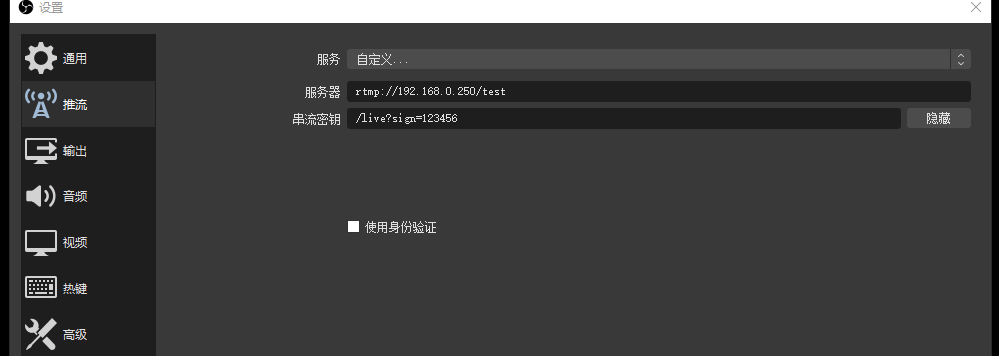 设置
通用
推流
输出
音频
视频
热键
高级
服务 自定义...
服务器 rtmp://192.168.0.250/test
串流密钥 /live?sign=123456 隐藏
使用身份验证